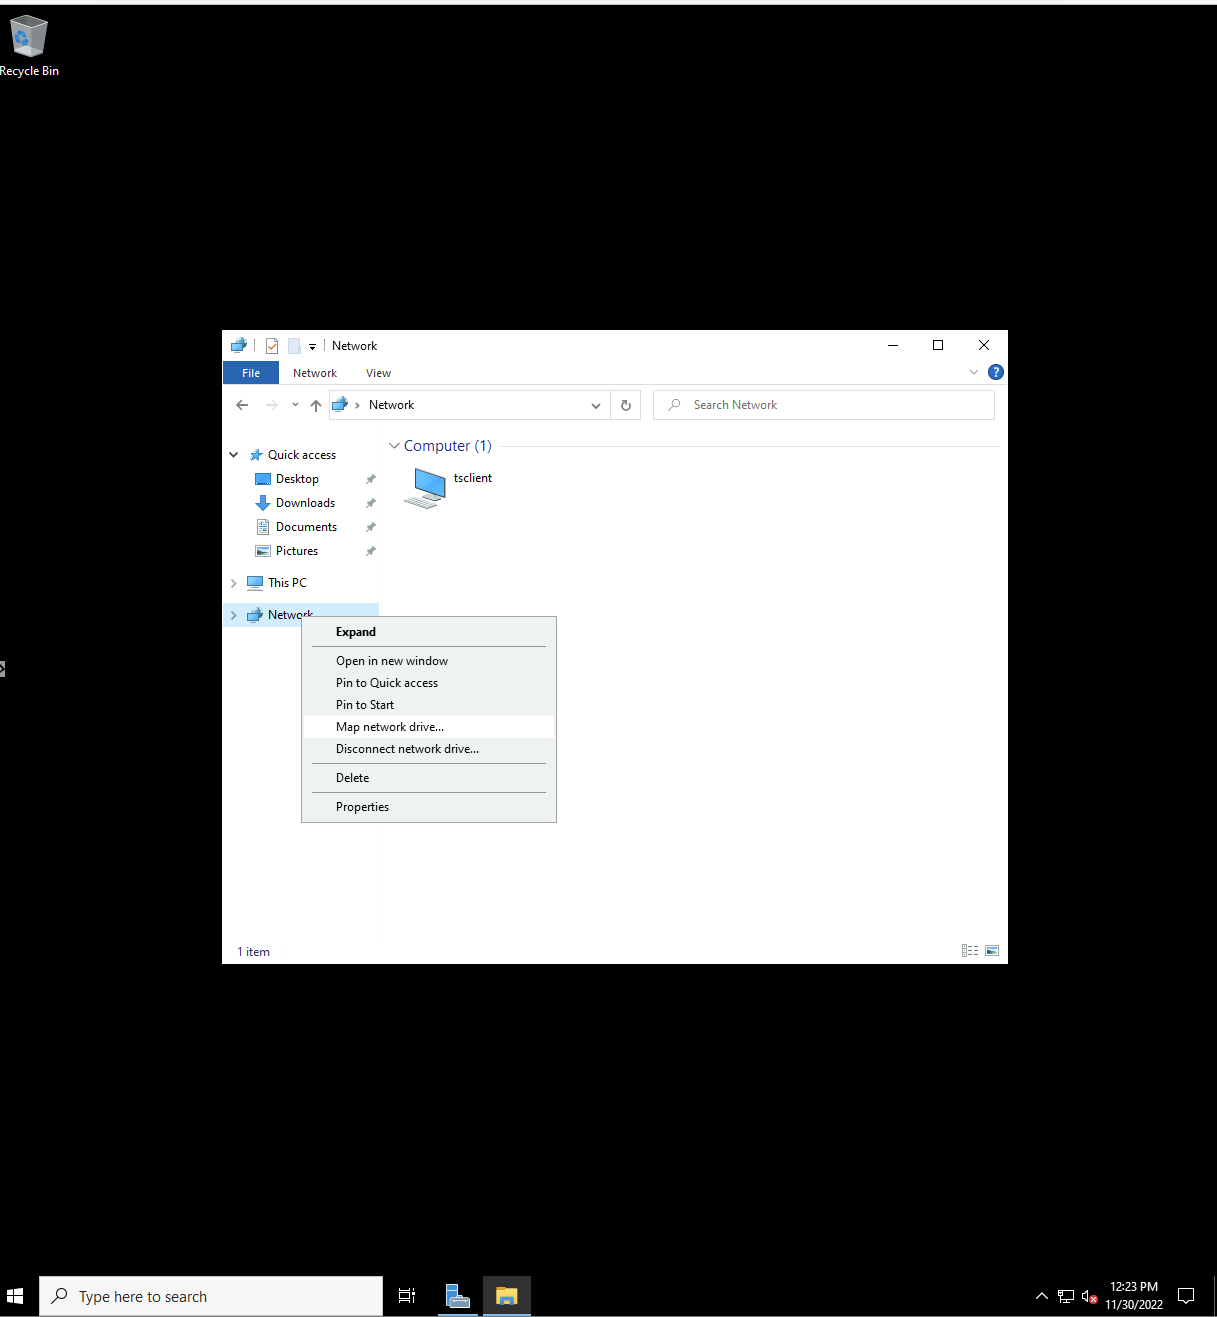 Recycle Bin
Network
File
Network
View
?
Network
Search Network
Quick access
Desktop
Downloads
Documents
Pictures
This PC
Network
Computer (1)
tsclient
Expand
Open in new window
Pin to Quick access
Pin to Start
Map network drive...
Disconnect network drive...
Delete
Properties
1 item
Type here to search
12:23 PM
11/30/2022